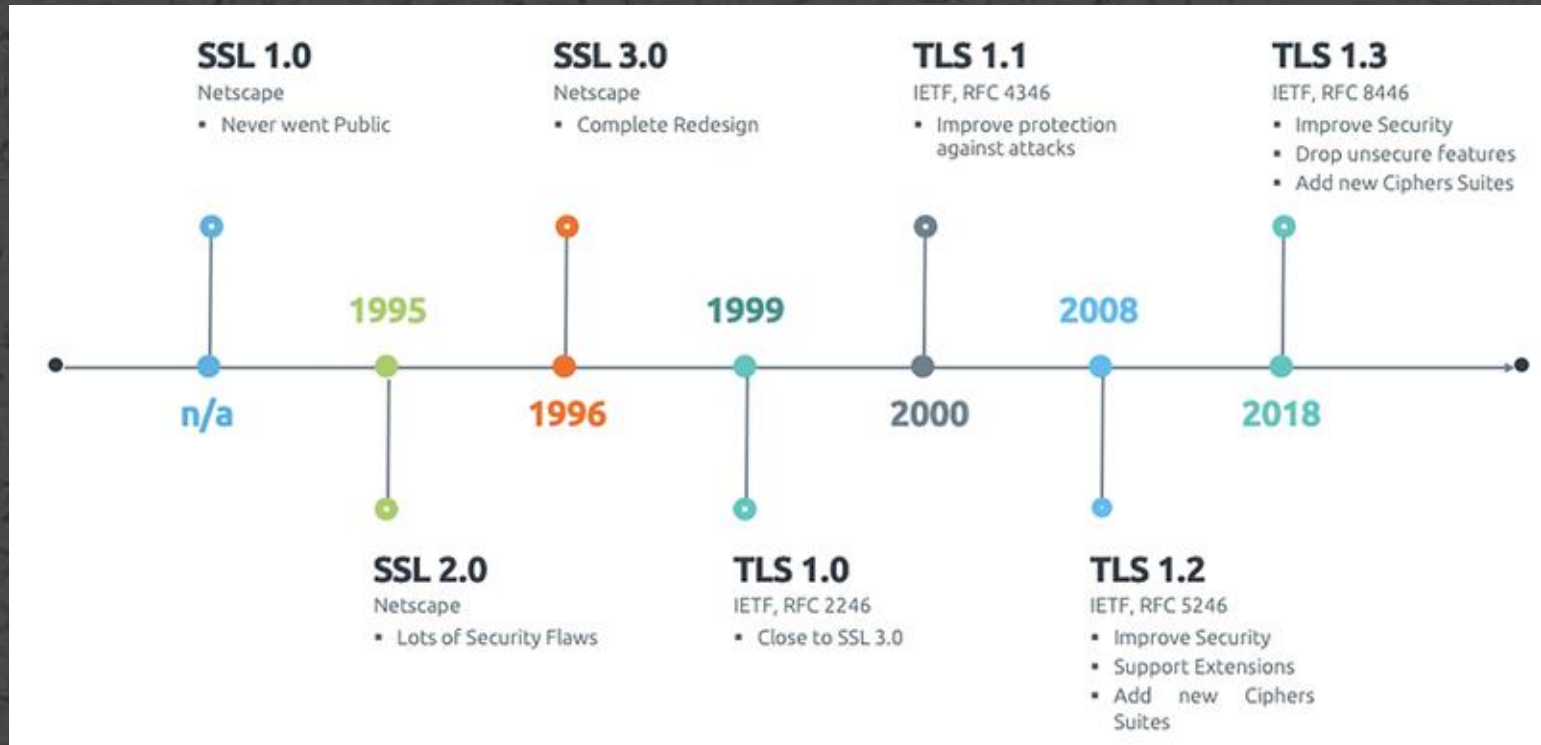 SSL 1.0
Netscape
▪ Never went Public
SSL 3.0
Netscape
▪ Complete Redesign
TLS 1.1
IETF, RFC 4346
▪ Improve protection
against attacks
TLS 1.3
IETF, RFC 8446
▪ Improve Security
▪ Drop unsecure features
▪ Add new Ciphers Suites
1995
1999
2008
n/a
1996
2000
2018
SSL 2.0
Netscape
▪ Lots of Security Flaws
TLS 1.0
IETF, RFC 2246
▪ Close to SSL 3.0
TLS 1.2
IETF, RFC 5246
▪ Improve Security
▪ Support Extensions
▪ Add new Ciphers
Suites